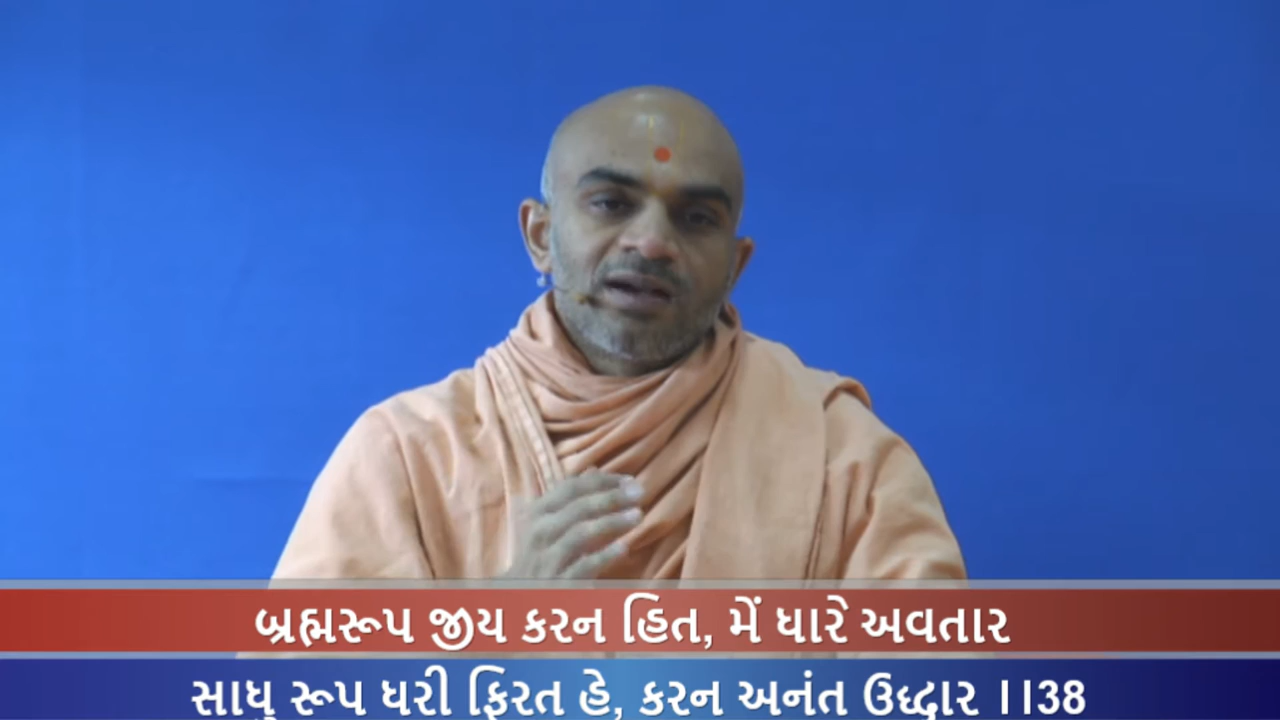 બ્રહ્મરૂપ જીય કરન હિત, મેં ધારે અવતાર
સાધુ રૂપ ધરી ફિરત હે, કરન અનંત ઉદ્ધાર ।।38